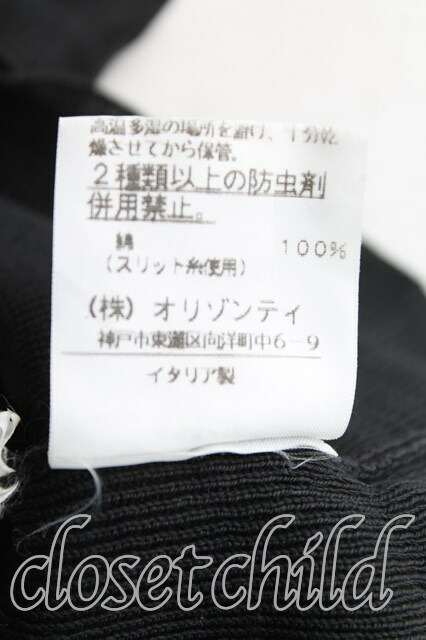 高温多湿の場所を避け、十分乾
燥させてから保管。
2種類以上の防虫剤
併用禁止。
綿 100%
(スリット糸使用)
(株) オリゾンティ
神戸市東灘区向洋町中6-9
イタリア製
closet child